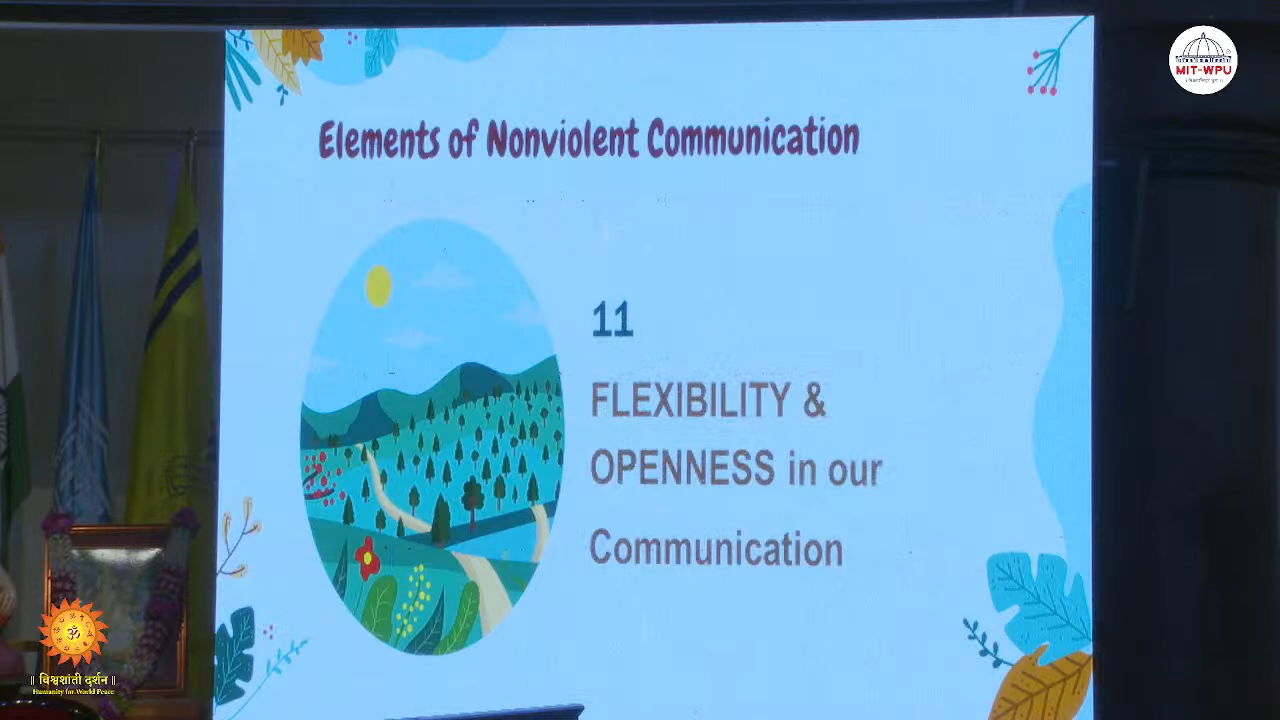 MIT-WPU
Elements of Nonviolent Communication
11
FLEXIBILITY &
OPENNESS in our
Communication
ॐ
॥ विश्वशांती दर्शन ॥
Humanity for World Peace